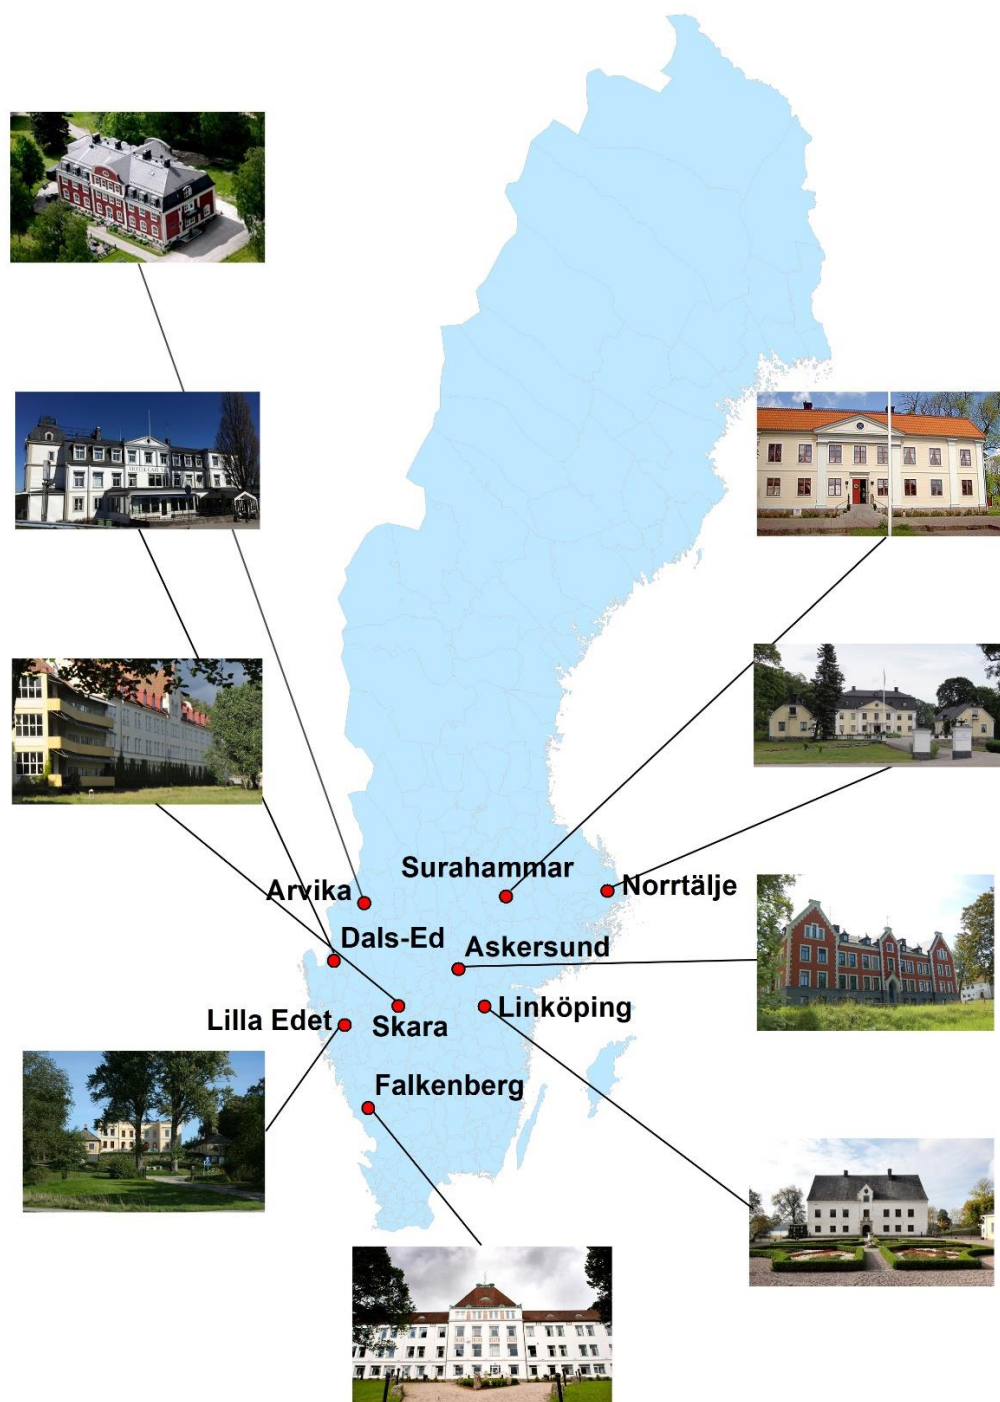 Surahammar
Arvika
Norrtälje
Dals-Ed
Askersund
Lilla Edet
Skara
Linköping
Falkenberg